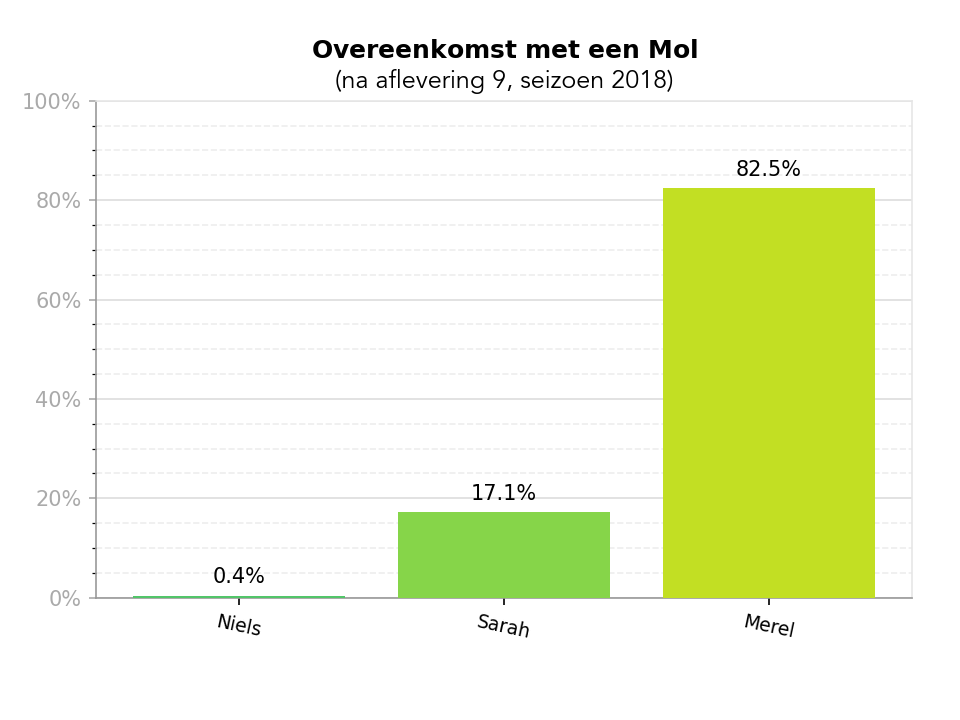 Overeenkomst met een Mol
(na aflevering 9, seizoen 2018)
100%
80%
60%
40%
20%
0%
0.4%
17.1%
82.5%
Niels
Sarah
Merel